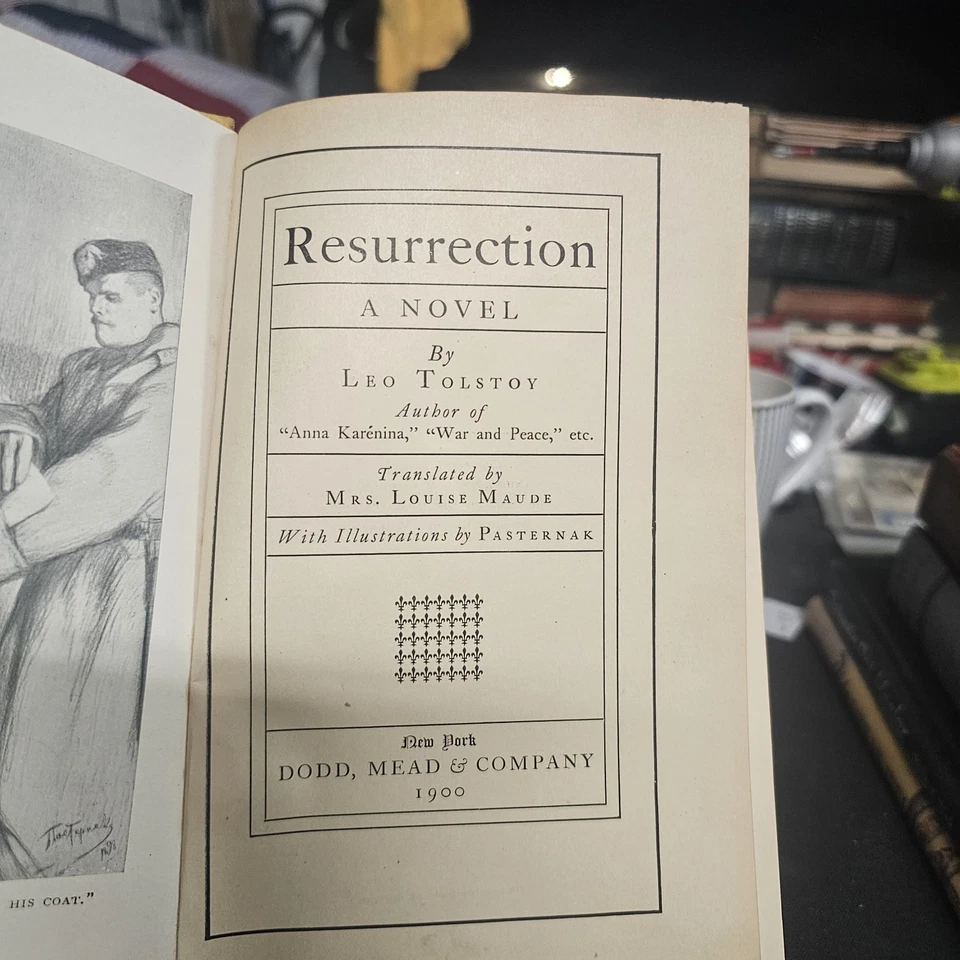 Resurrection
A NOVEL
By
LEO TOLSTOY
Author of
“Anna Karénina,” “War and Peace,” etc.
Translated by
MRS. LOUISE MAUDE
With Illustrations by PASTERNAK
New York
DODD, MEAD & COMPANY
1900
HIS COAT.”